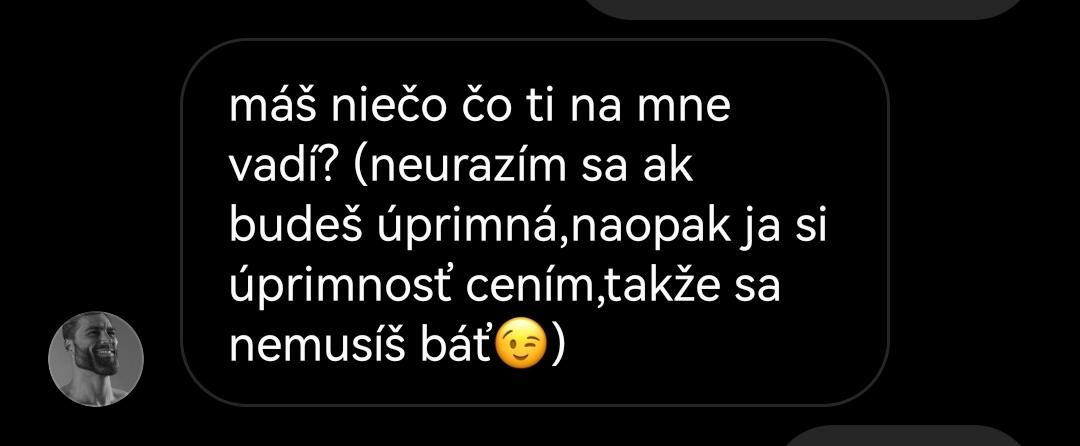 máš niečo čo ti na mne
vadí? (neurazím sa ak
budeš úprimná,naopak ja si
úprimnosť cením,takže sa
nemusíš báť😉)